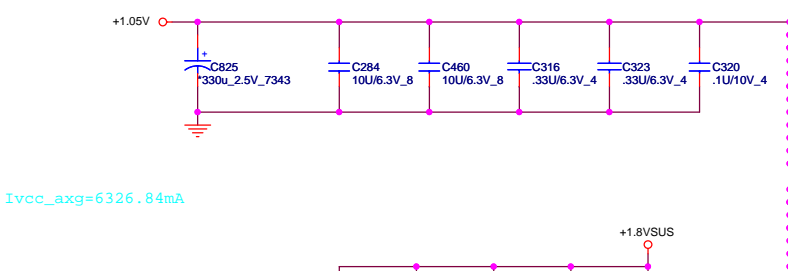 +1.05V
+
C825
*330u_2.5V_7343
C284
10U/6.3V_8
C460
10U/6.3V_8
C316
.33U/6.3V_4
C323
.33U/6.3V_4
C320
.1U/10V_4
Ivcc_axg=6326.84mA
+1.8VSUS